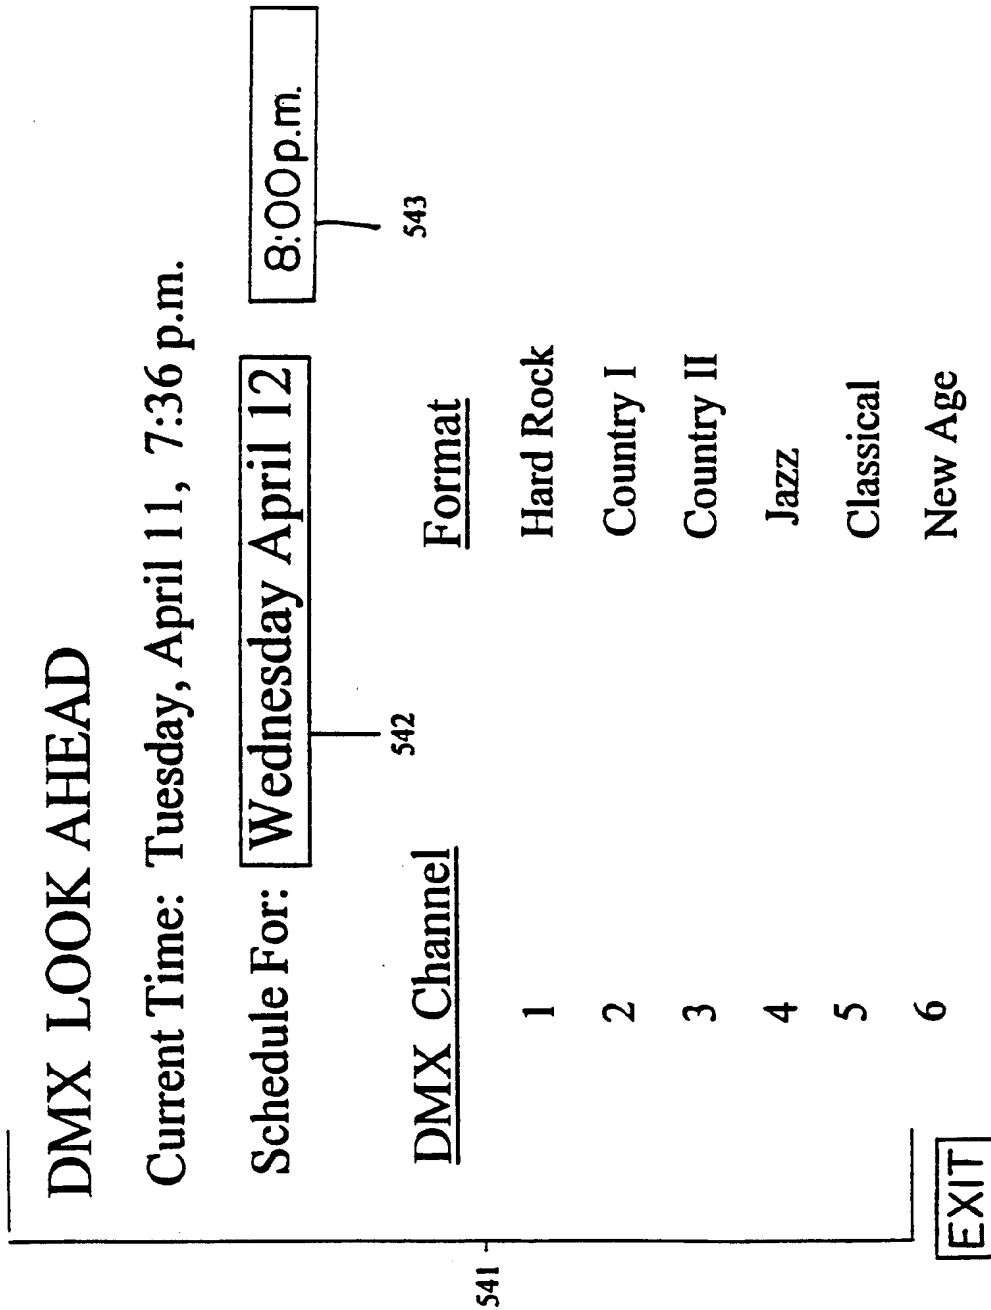 DMX LOOK AHEAD
Current Time: Tuesday, April 11, 7:36 p.m.
Schedule For: Wednesday April 12 8:00p.m.
542 543
DMX Channel Format
1 Hard Rock
2 Country I
541
3 Country II
4 Jazz
5 Classical
6 New Age
EXIT